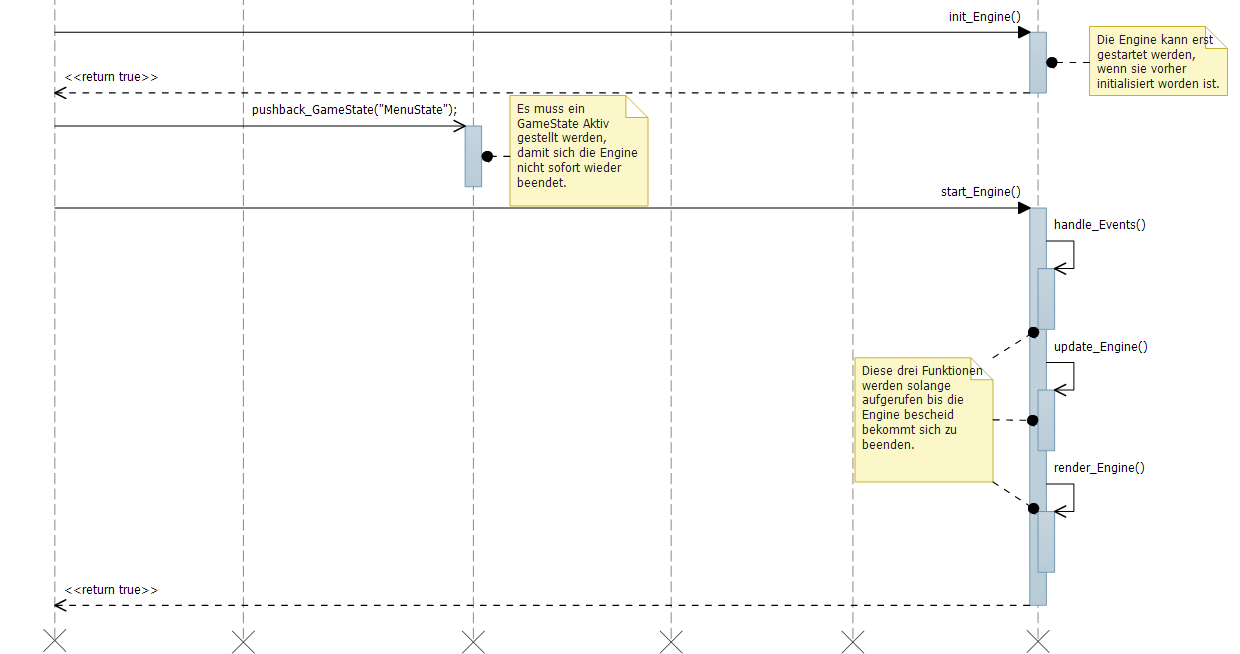 init_Engine()
Die Engine kann erst
gestartet werden,
wenn sie vorher
initialisiert worden ist.
<<return true>>
pushback_GameState("MenuState");
Es muss ein
GameState Aktiv
gestellt werden,
damit sich die Engine
nicht sofort wieder
beendet.
start_Engine()
handle_Events()
update_Engine()
Diese drei Funktionen
werden solange
aufgerufen bis die
Engine bescheid
bekommt sich zu
beenden.
render_Engine()
<<return true>>